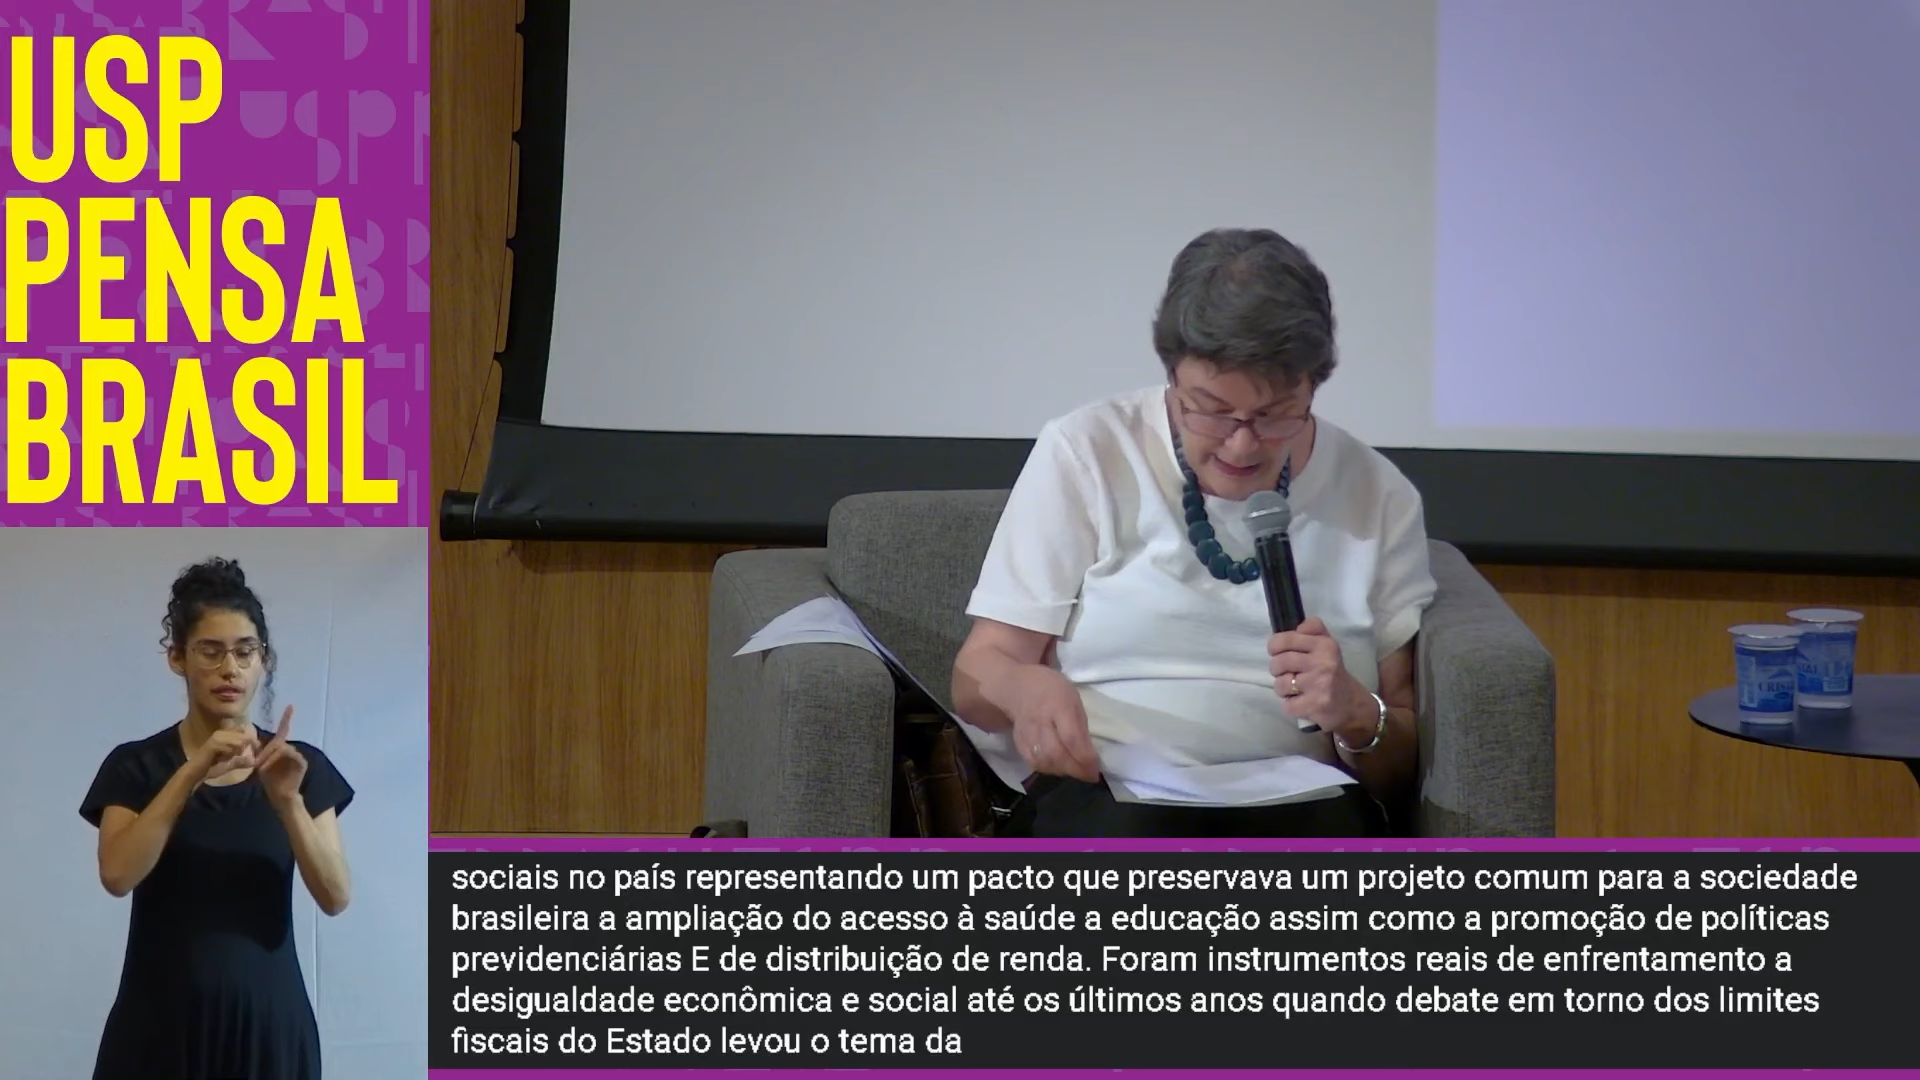 USP
PENSA
BRASIL
sociais no país representando um pacto que preservava um projeto comum para a sociedade
brasileira a ampliação do acesso à saúde a educação assim como a promoção de políticas
previdenciárias E de distribuição de renda. Foram instrumentos reais de enfrentamento a
desigualdade econômica e social até os últimos anos quando debate em torno dos limites
fiscais do Estado levou o tema da